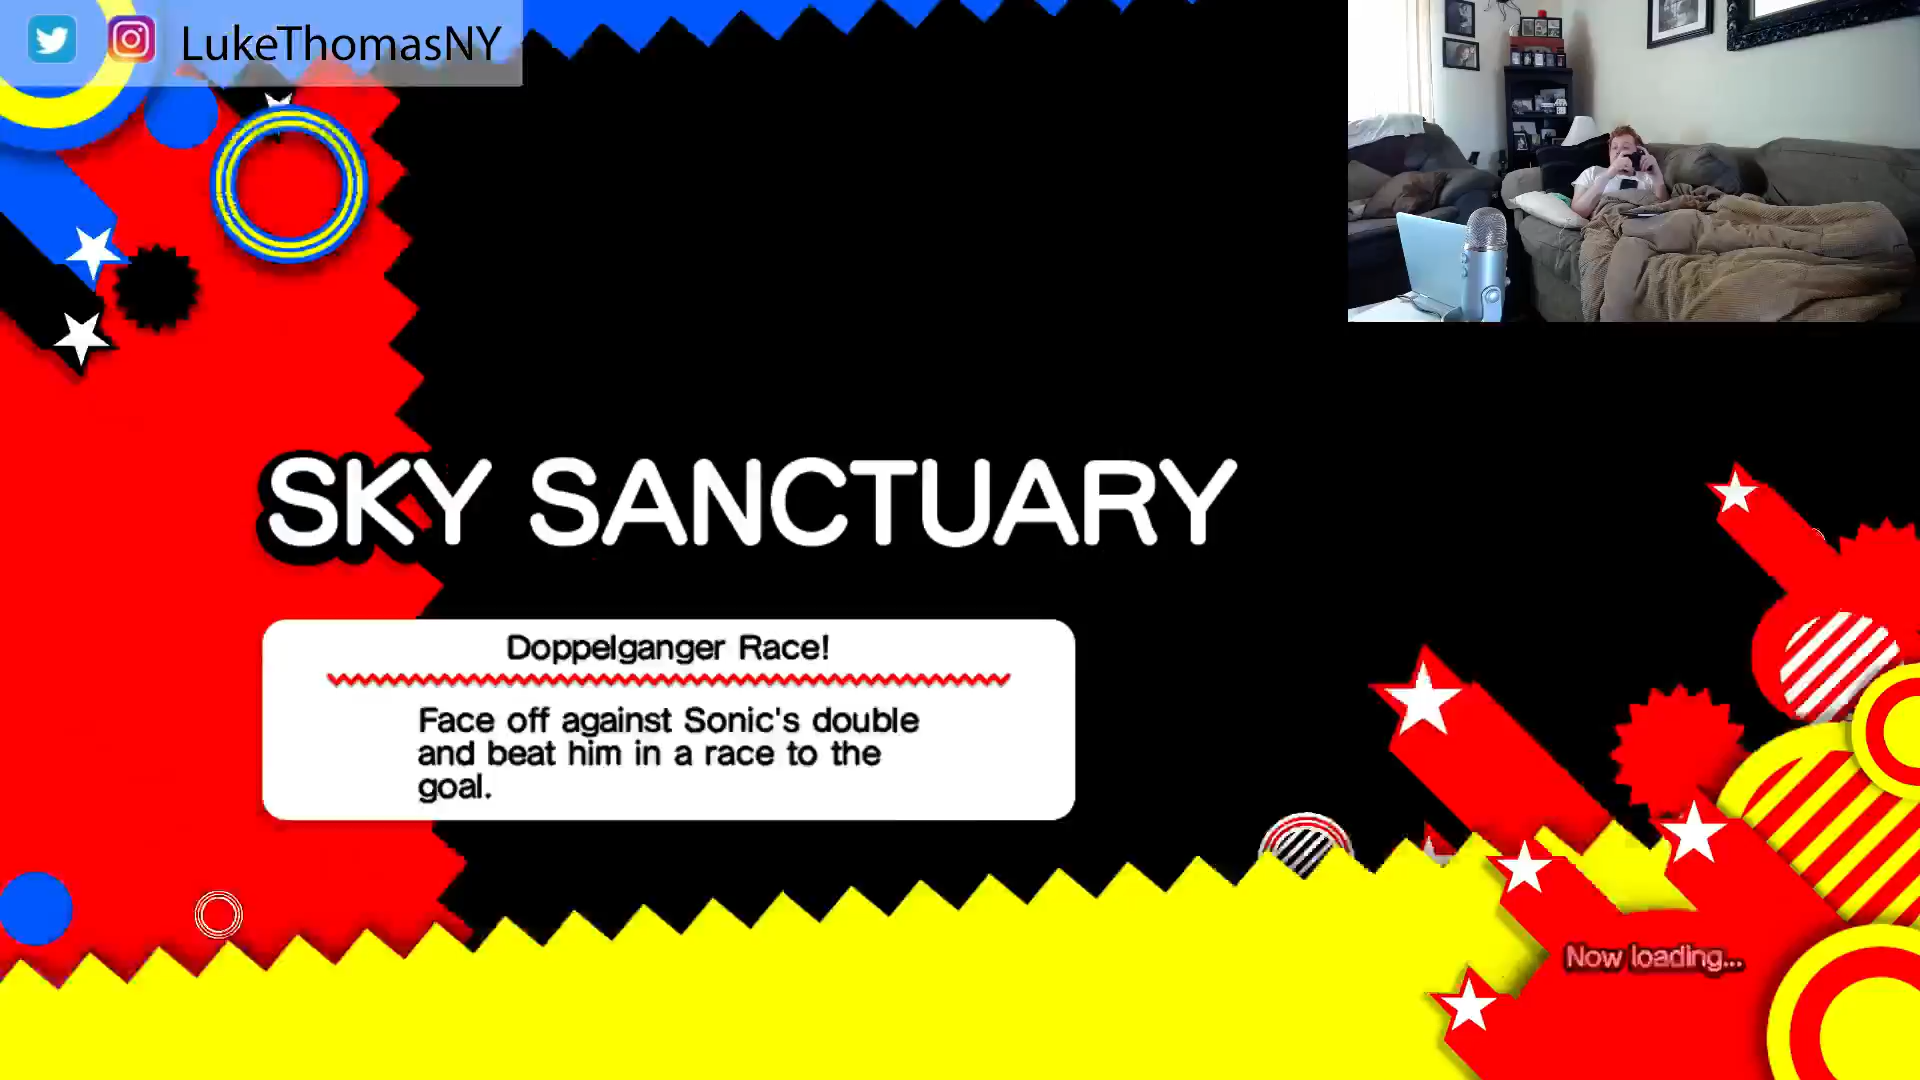 LukeThomasNY
SKY SANCTUARY
Doppelganger Race!
Face off against Sonic's double
and beat him in a race to the
goal.
Now loading...